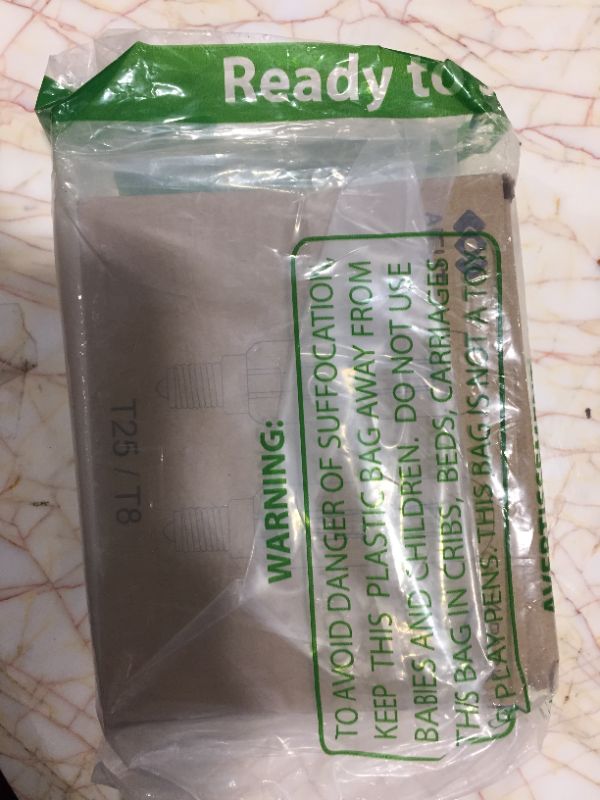 Ready to
WARNING:
TO AVOID DANGER OF SUFFOCATION,
KEEP THIS PLASTIC BAG AWAY FROM
BABIES AND CHILDREN. DO NOT USE
THIS BAG IN CRIBS, BEDS, CARRIAGES
PLAY PENS. THIS BAG IS NOT A TOY
T25 / T8